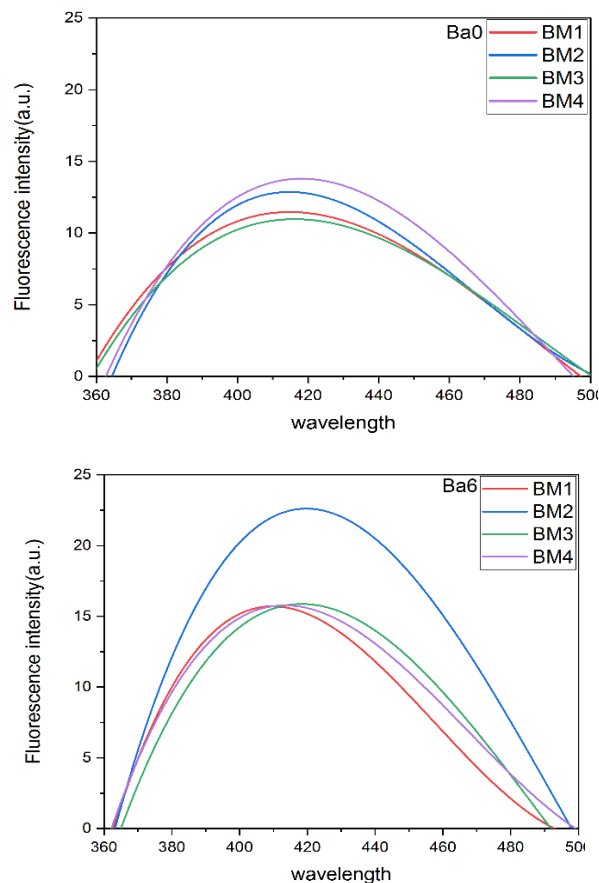 25
20
15
10
5
0
Fluorescence intensity(a.u.)
Ba0
BM1
BM2
BM3
BM4
360 380 400 420 440 460 480 500
wavelength
25
20
15
10
5
0
Fluorescence intensity(a.u.)
Ba6
BM1
BM2
BM3
BM4
360 380 400 420 440 460 480 500
wavelength